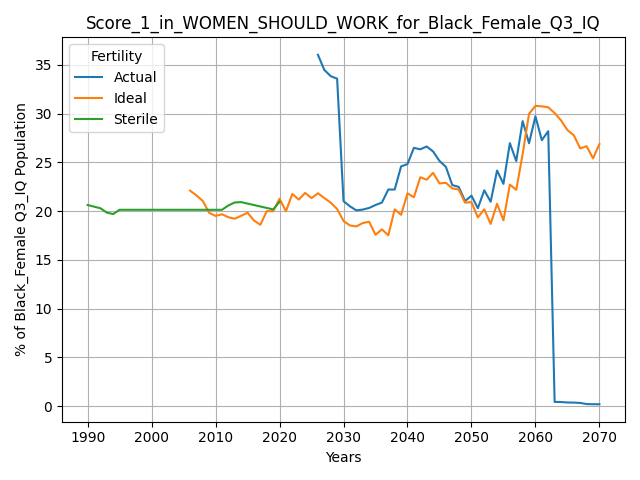 Score_1_in_WOMEN_SHOULD_WORK_for_Black_Female_Q3_IQ
Fertility
Actual
Ideal
Sterile
% of Black_Female Q3_IQ Population
35
30
25
20
15
10
5
0
1990 2000 2010 2020 2030 2040 2050 2060 2070
Years